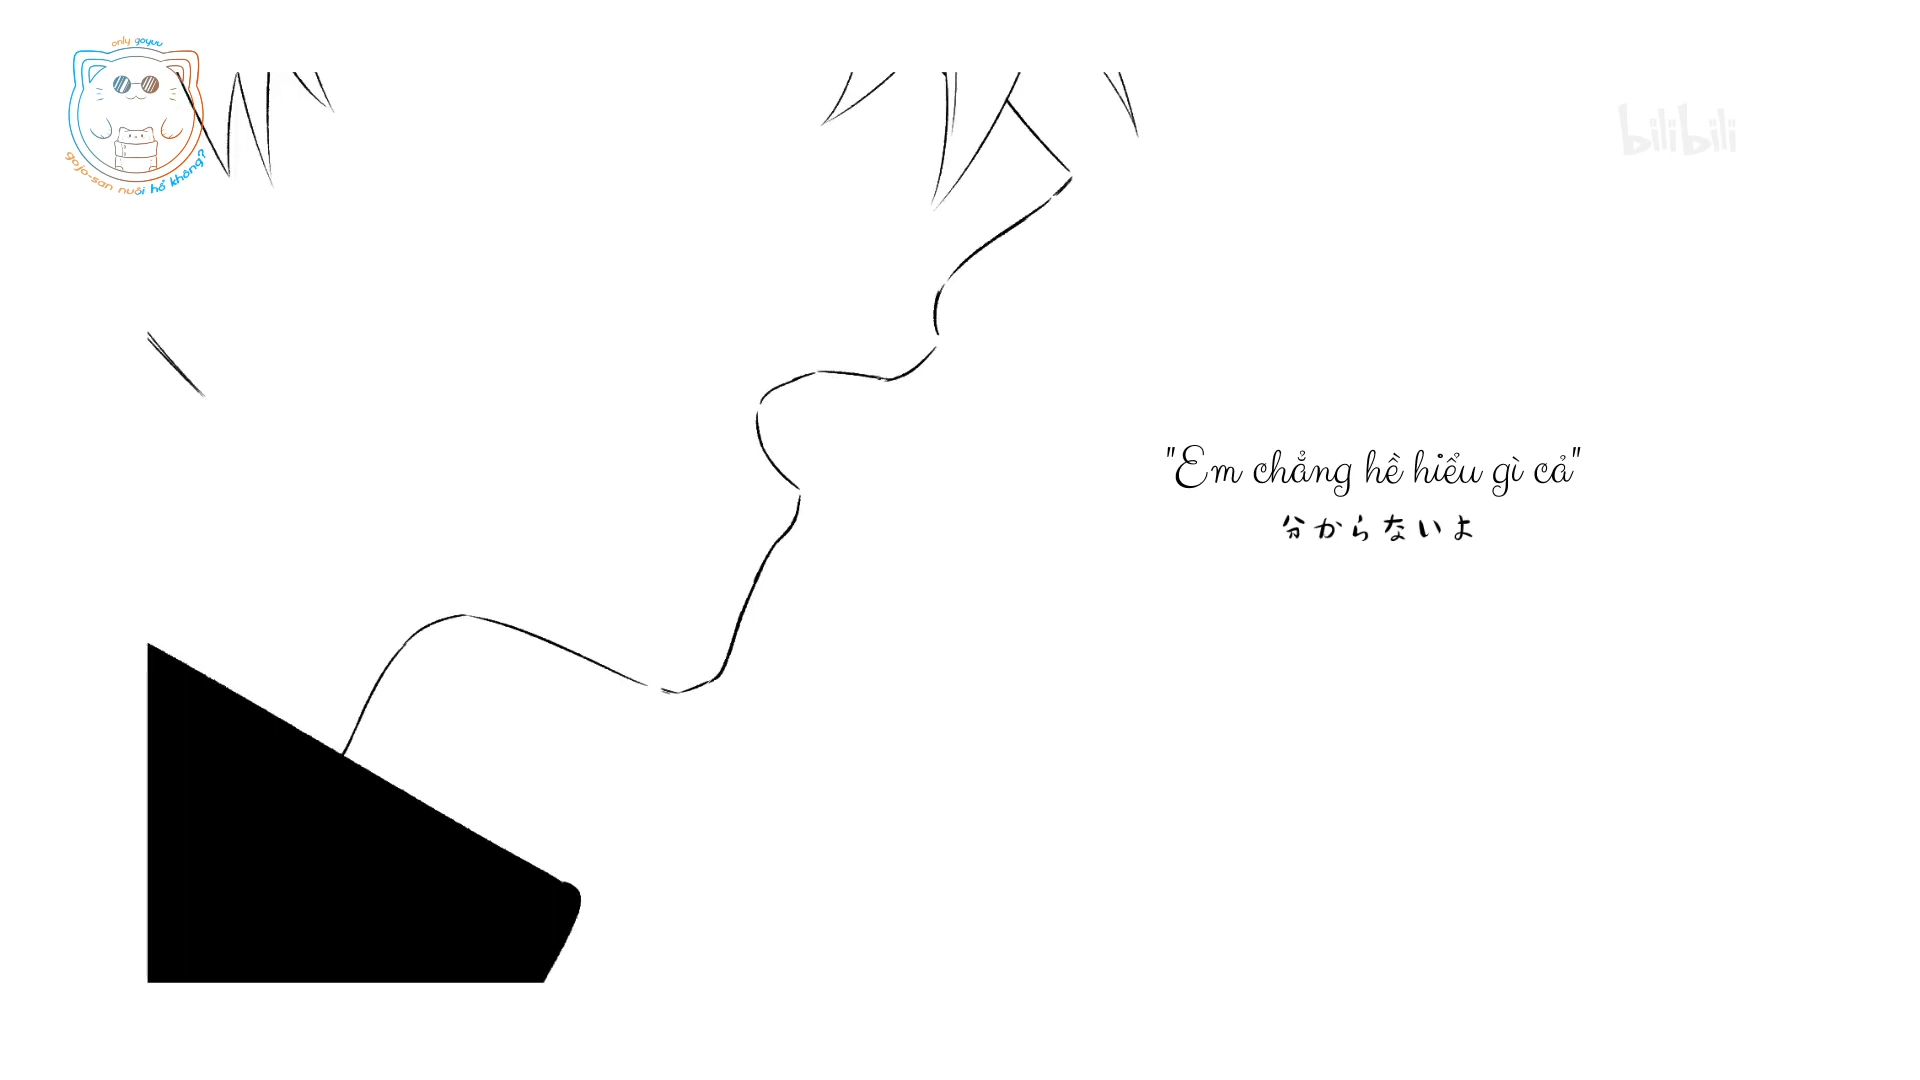 only goyuu
gojo-san nuôi hổ không?
bilibili
"Em chẳng hề hiểu gì cả"
分からないよ